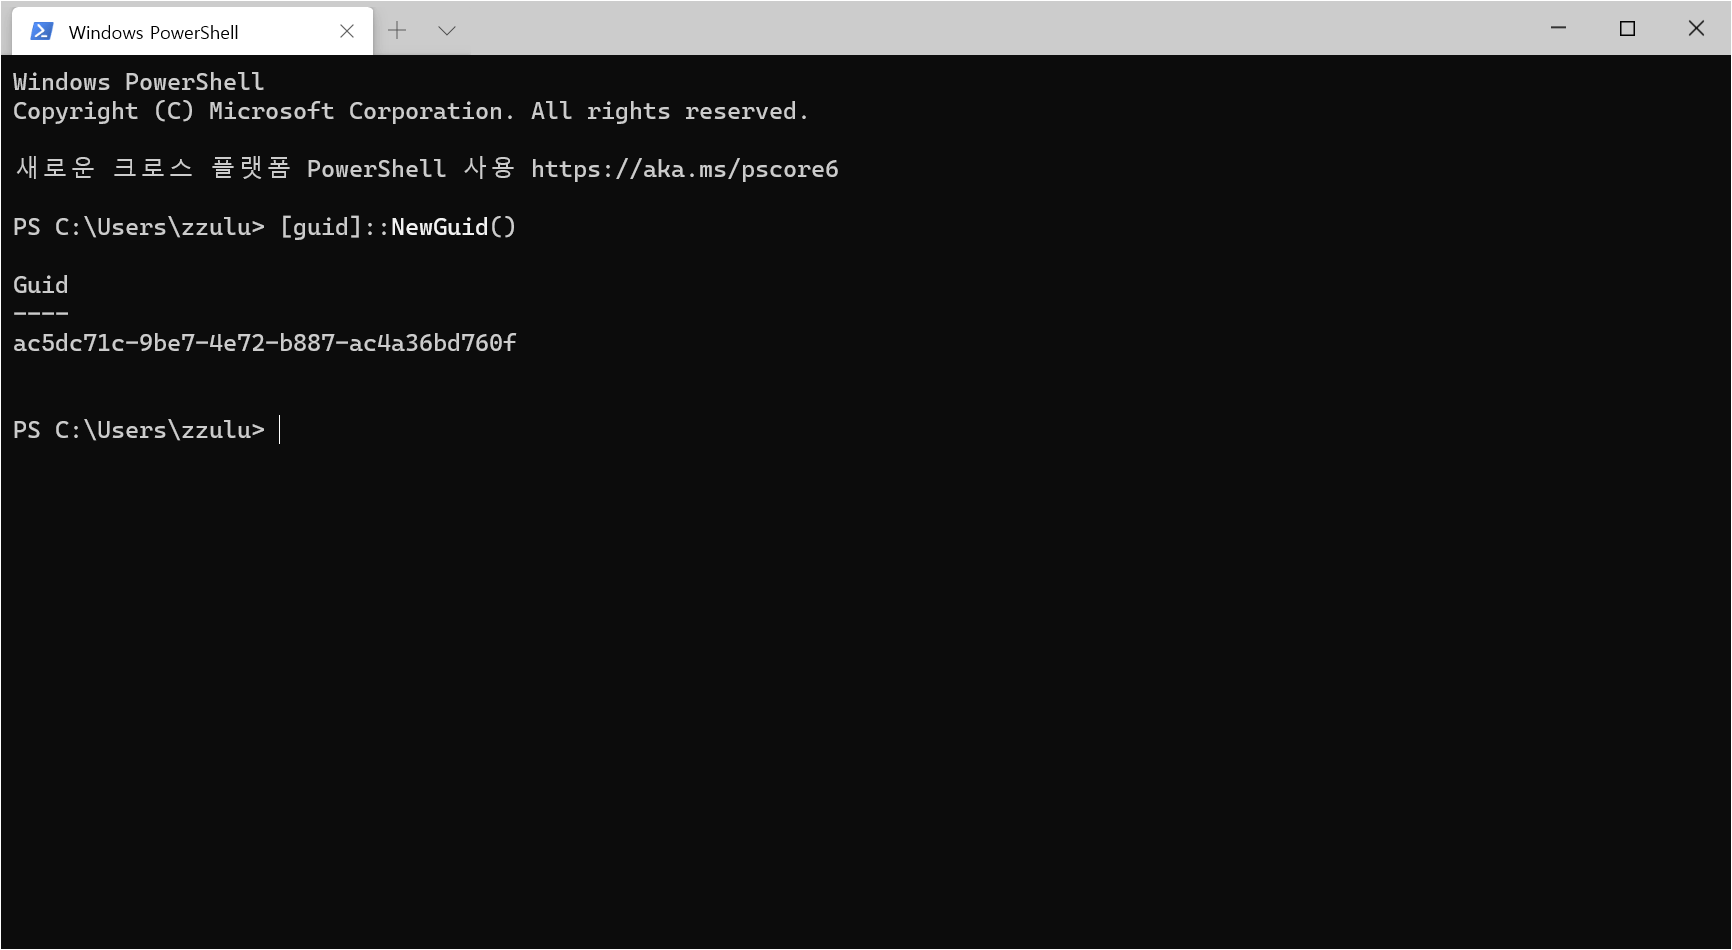 Windows PowerShell
Windows PowerShell
Copyright (C) Microsoft Corporation. All rights reserved.
새로운 크로스 플랫폼 PowerShell 사용 https://aka.ms/pscore6
PS C:\Users\zzulu> [guid]::NewGuid()
Guid
----
ac5dc71c-9be7-4e72-b887-ac4a36bd760f
PS C:\Users\zzulu>